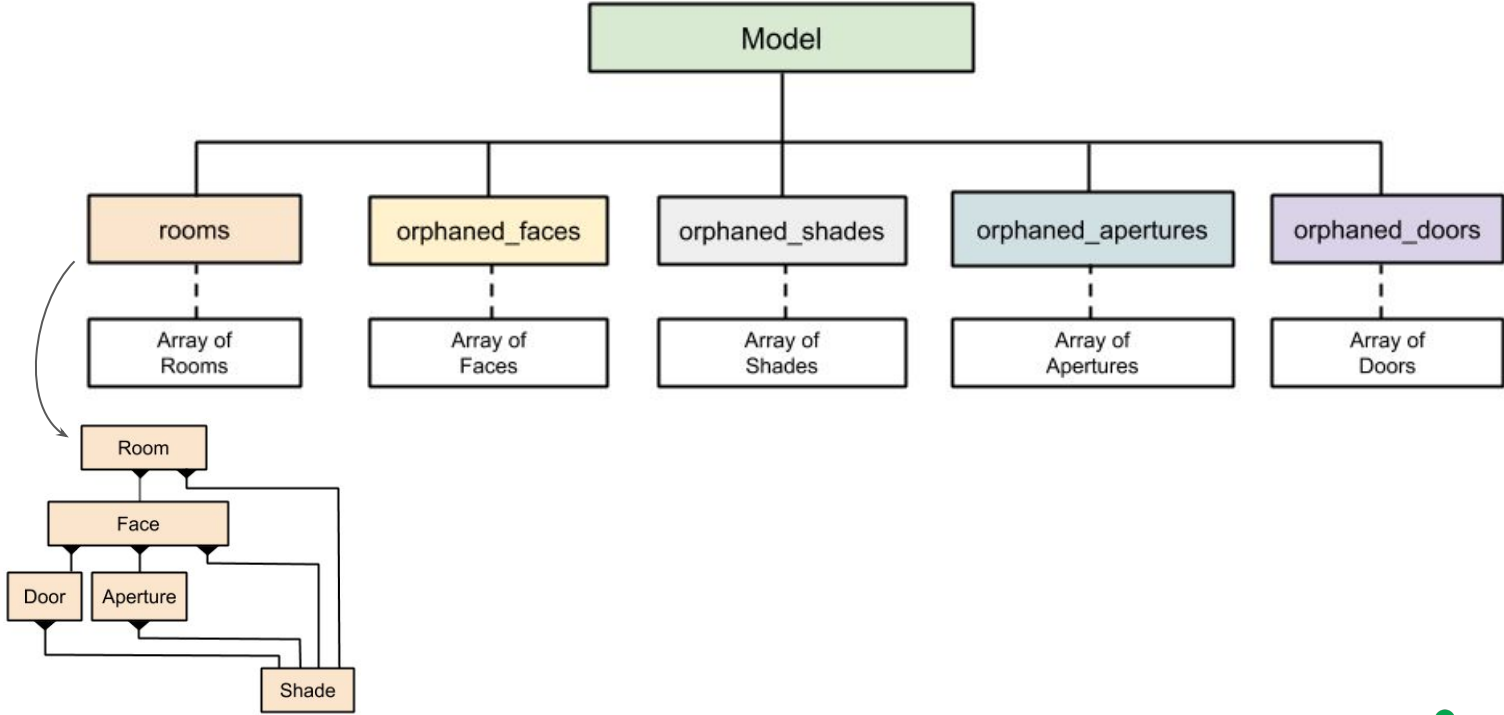 Model
rooms
orphaned_faces
orphaned_shades
orphaned_apertures
orphaned_doors
Array of
Rooms
Array of
Faces
Array of
Shades
Array of
Apertures
Array of
Doors
Room
Face
Door
Aperture
Shade